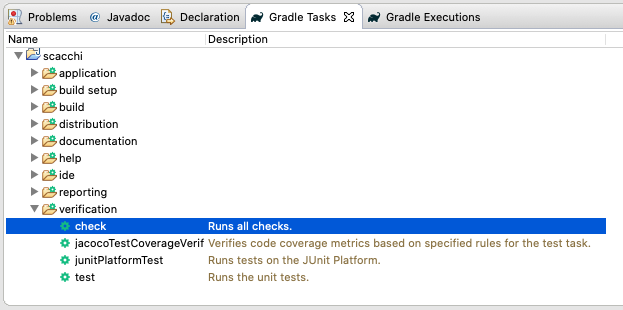 Problems @ Javadoc Declaration Gradle Tasks Gradle Executions
Name Description
scacchi
application
build setup
build
distribution
documentation
help
ide
reporting
verification
check Runs all checks.
jacocoTestCoverageVerif Verifies code coverage metrics based on specified rules for the test task.
junitPlatformTest Runs tests on the JUnit Platform.
test Runs the unit tests.